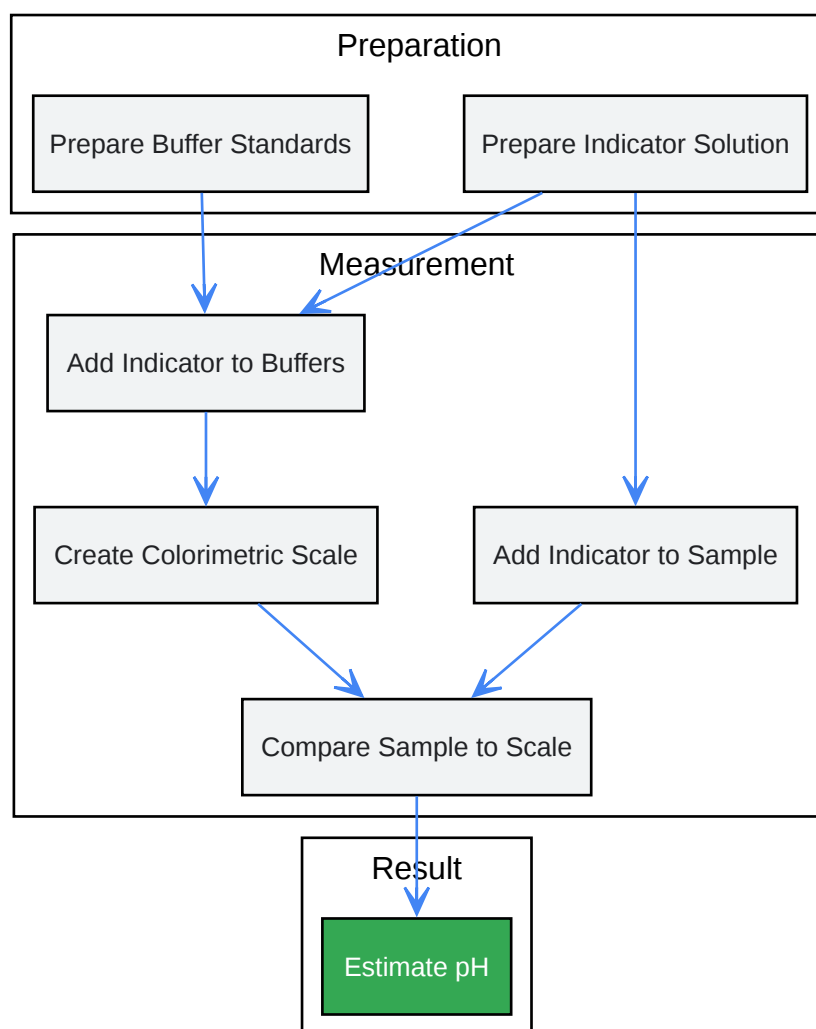 Preparation
Prepare Buffer Standards
Prepare Indicator Solution
Measurement
Add Indicator to Buffers
Create Colorimetric Scale
Add Indicator to Sample
Compare Sample to Scale
Result
Estimate pH